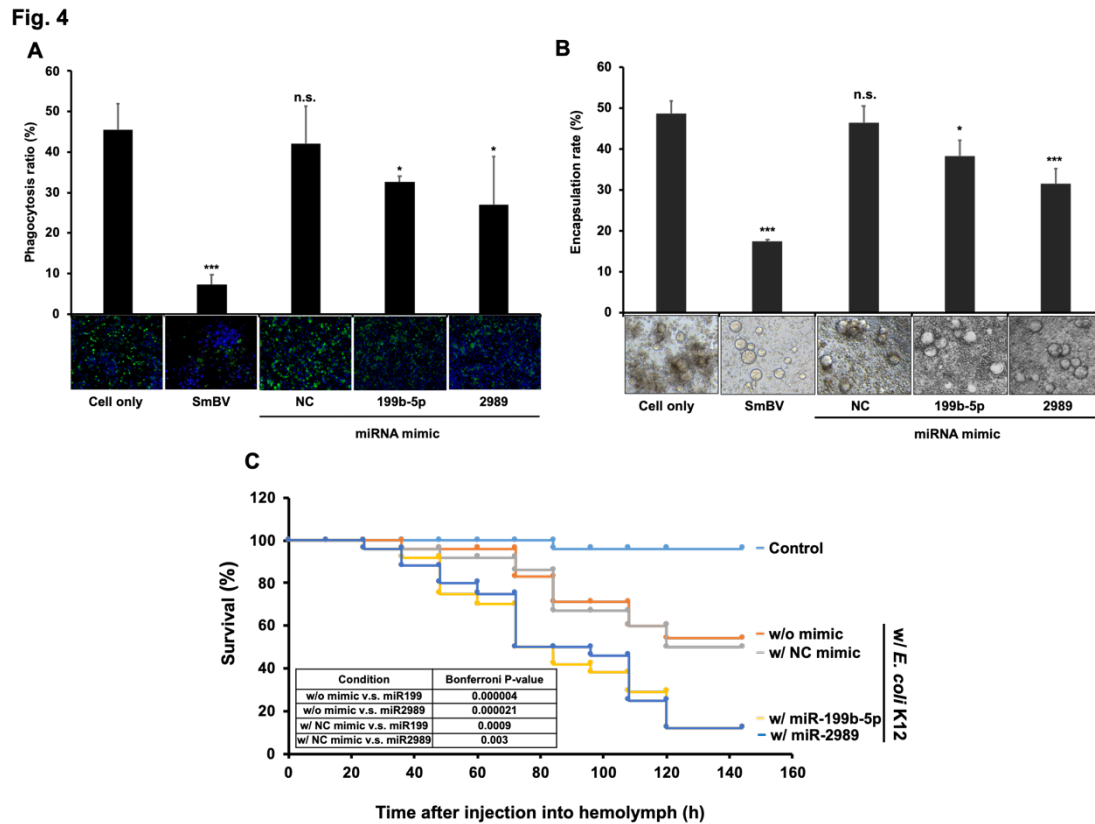 Fig. 4
A
Phagocytosis ratio (%)
60
50
40
30
20
10
0
n.s.
***
*
*
Cell only
SmBV
NC
199b-5p
2989
miRNA mimic
B
Encapsulation rate (%)
60
50
40
30
20
10
0
n.s.
***
*
***
Cell only
SmBV
NC
199b-5p
2989
miRNA mimic
C
Survival (%)
120
100
80
60
40
20
0
0 20 40 60 80 100 120 140 160
Time after injection into hemolymph (h)
Control
w/o mimic
w/ NC mimic
w/ miR-199b-5p
w/ miR-2989
w/ E. coli K12
Condition Bonferroni P-value
w/o mimic v.s. miR199 0.000004
w/o mimic v.s. miR2989 0.000021
w/ NC mimic v.s. miR199 0.0009
w/ NC mimic v.s. miR2989 0.003